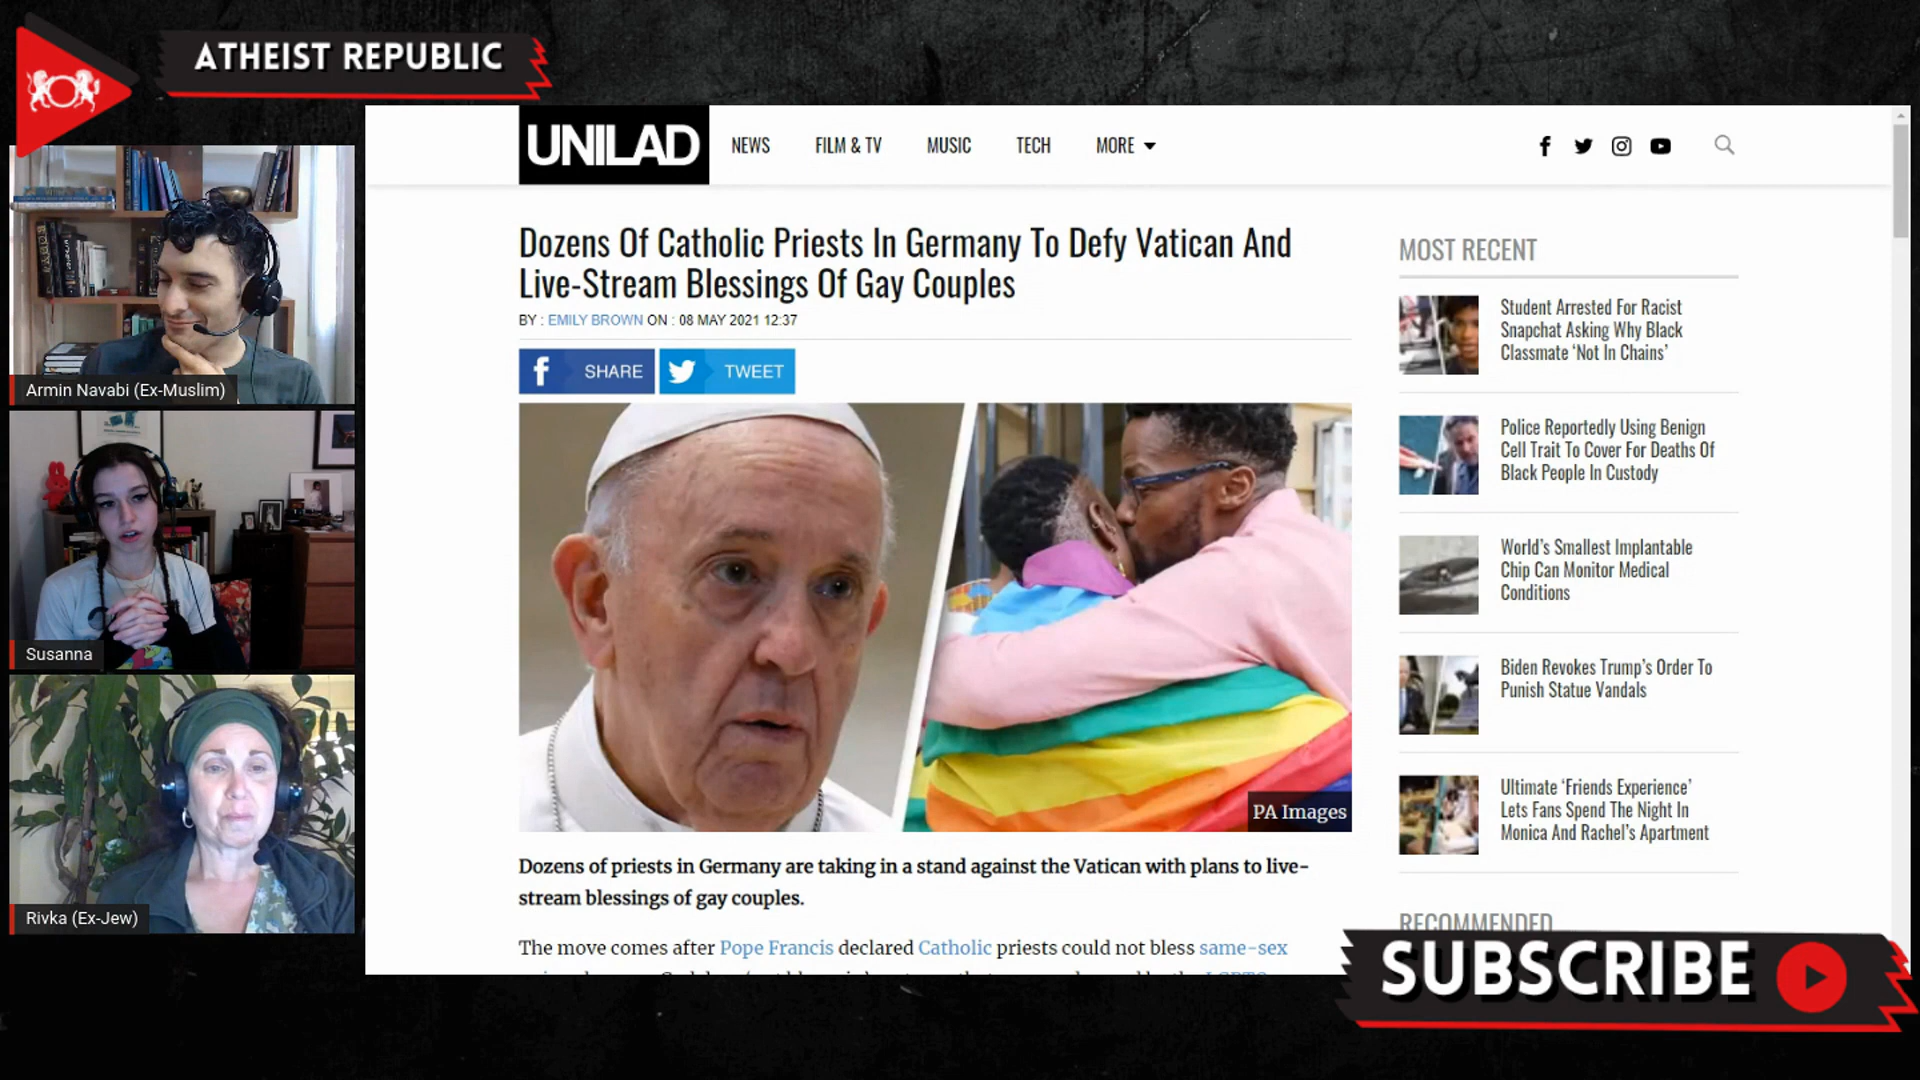 ATHEIST REPUBLIC
Armin Navabi (Ex-Muslim)
Susanna
Rivka (Ex-Jew)
UNILAD
NEWS FILM & TV MUSIC TECH MORE
Dozens Of Catholic Priests In Germany To Defy Vatican And
Live-Stream Blessings Of Gay Couples
BY : EMILY BROWN ON : 08 MAY 2021 12:37
SHARE TWEET
PA Images
Dozens of priests in Germany are taking in a stand against the Vatican with plans to live-
stream blessings of gay couples.
The move comes after Pope Francis declared Catholic priests could not bless same-sex
MOST RECENT
Student Arrested For Racist
Snapchat Asking Why Black
Classmate ‘Not In Chains’
Police Reportedly Using Benign
Cell Trait To Cover For Deaths Of
Black People In Custody
World’s Smallest Implantable
Chip Can Monitor Medical
Conditions
Biden Revokes Trump’s Order To
Punish Statue Vandals
Ultimate ‘Friends Experience’
Lets Fans Spend The Night In
Monica And Rachel’s Apartment
RECOMMENDED
SUBSCRIBE